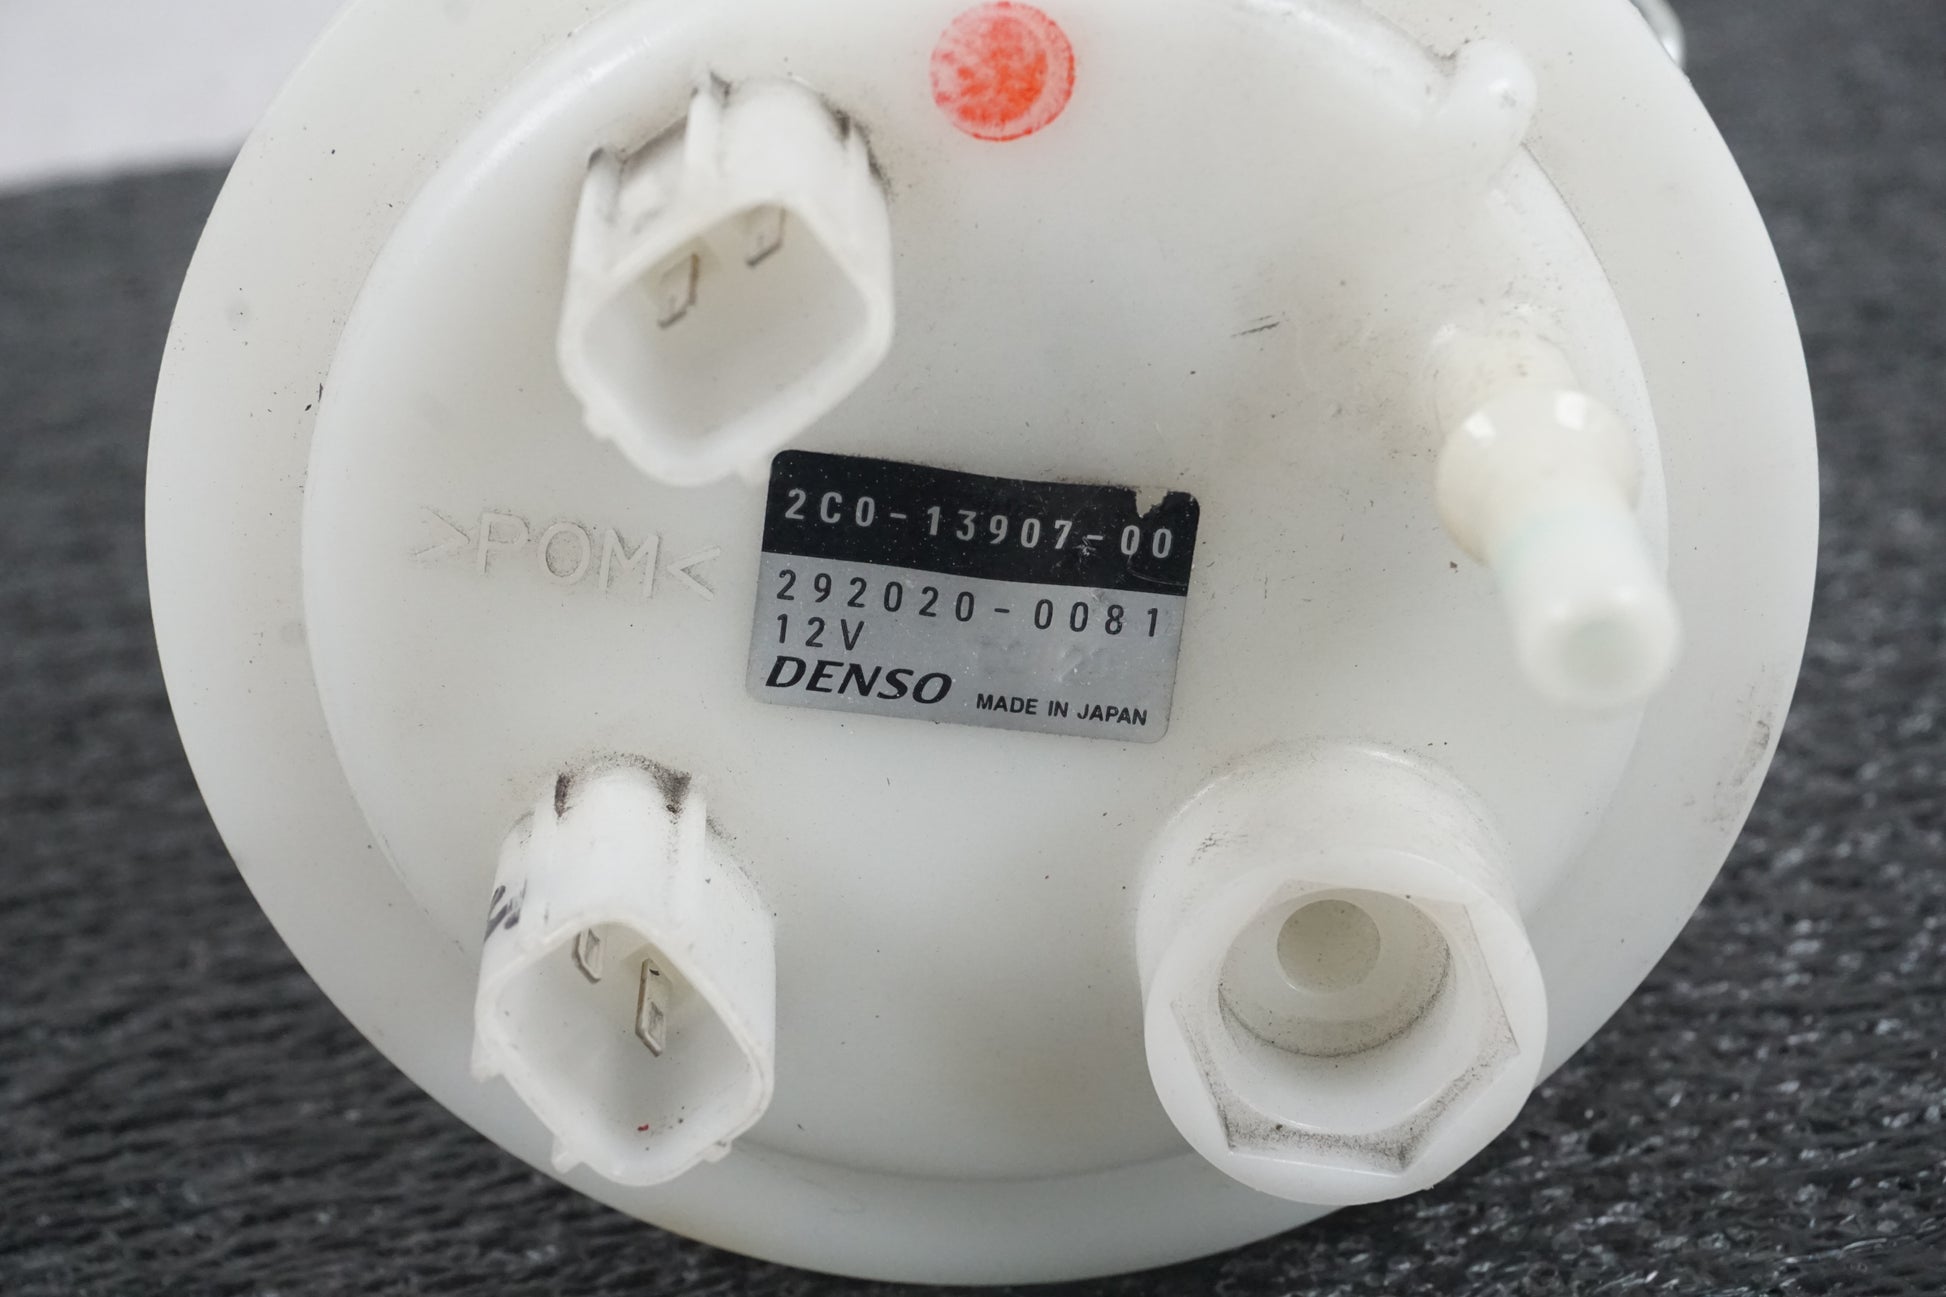 2C0-13907-00
>POM<
292020-0081
12V
DENSO MADE IN JAPAN